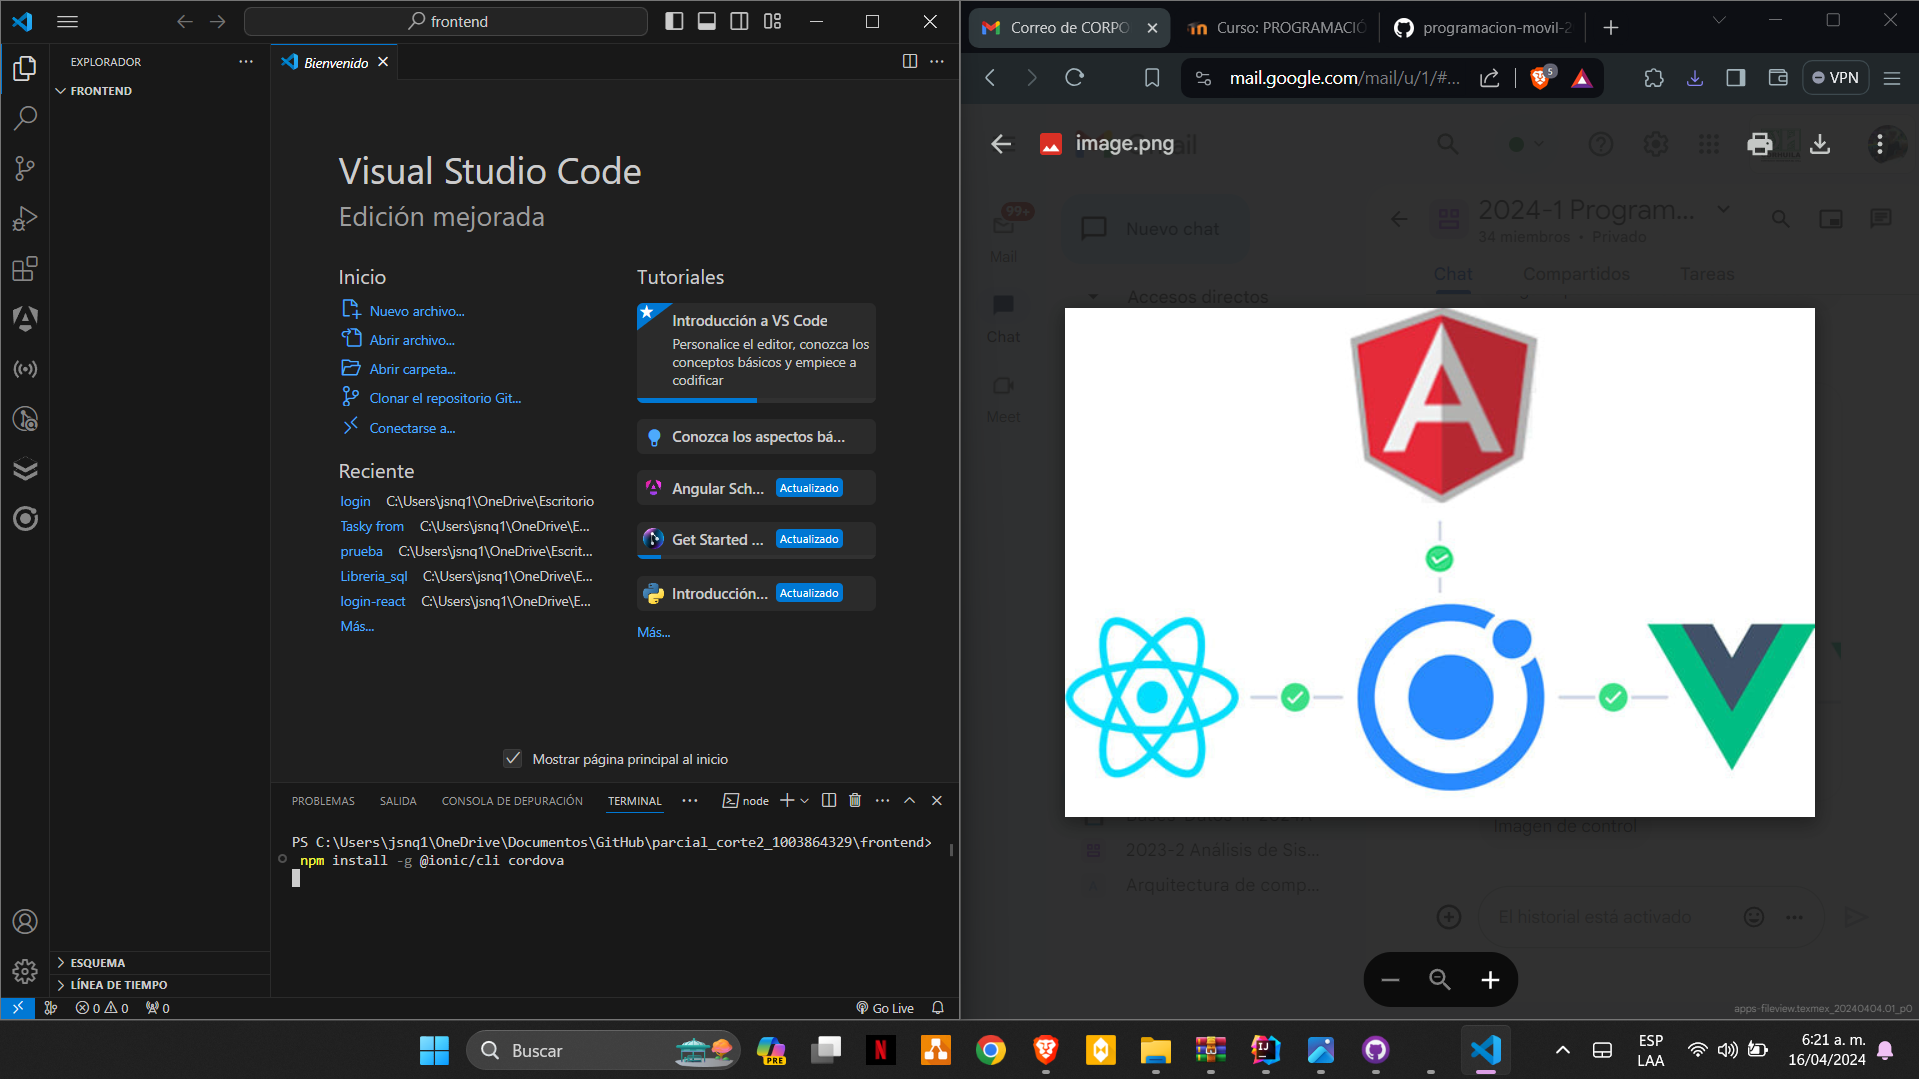 frontend
EXPLORADOR
Bienvenido
FRONTEND
Visual Studio Code
Edición mejorada
Inicio
Nuevo archivo...
Abrir archivo...
Abrir carpeta...
Clonar el repositorio Git...
Conectarse a...
Reciente
login C:\Users\jsnq1\OneDrive\Escritorio
Tasky from C:\Users\jsnq1\OneDrive\E...
prueba C:\Users\jsnq1\OneDrive\Escrit...
Libreria_sql C:\Users\jsnq1\OneDrive\E...
login-react C:\Users\jsnq1\OneDrive\E...
Más...
Tutoriales
Introducción a VS Code
Personalice el editor, conozca los
conceptos básicos y empiece a
codificar
Conozca los aspectos bá...
Angular Sch... Actualizado
Get Started ... Actualizado
Introducción... Actualizado
Más...
Mostrar página principal al inicio
PROBLEMAS SALIDA CONSOLA DE DEPURACIÓN TERMINAL node
PS C:\Users\jsnq1\OneDrive\Documentos\GitHub\parcial_corte2_1003864329\frontend>
npm install -g @ionic/cli cordova
ESQUEMA
LÍNEA DE TIEMPO
0 0 0 Go Live
Correo de CORPO Curso: PROGRAMACIÓ programacion-movil-2
mail.google.com/mail/u/1/#... 5 VPN
image.png
99+
Mail
Nuevo chat
2024-1 Program...
34 miembros • Privado
Chat Compartidos Tareas
Accesos directos
Chat
Meet
Imagen de control
2023-2 Análisis de Sis...
Arquitectura de comp...
El historial está activado
apps-fileview.texmex_20240404.01_p0
Buscar
PRE
ESP
LAA
6:21 a. m.
16/04/2024